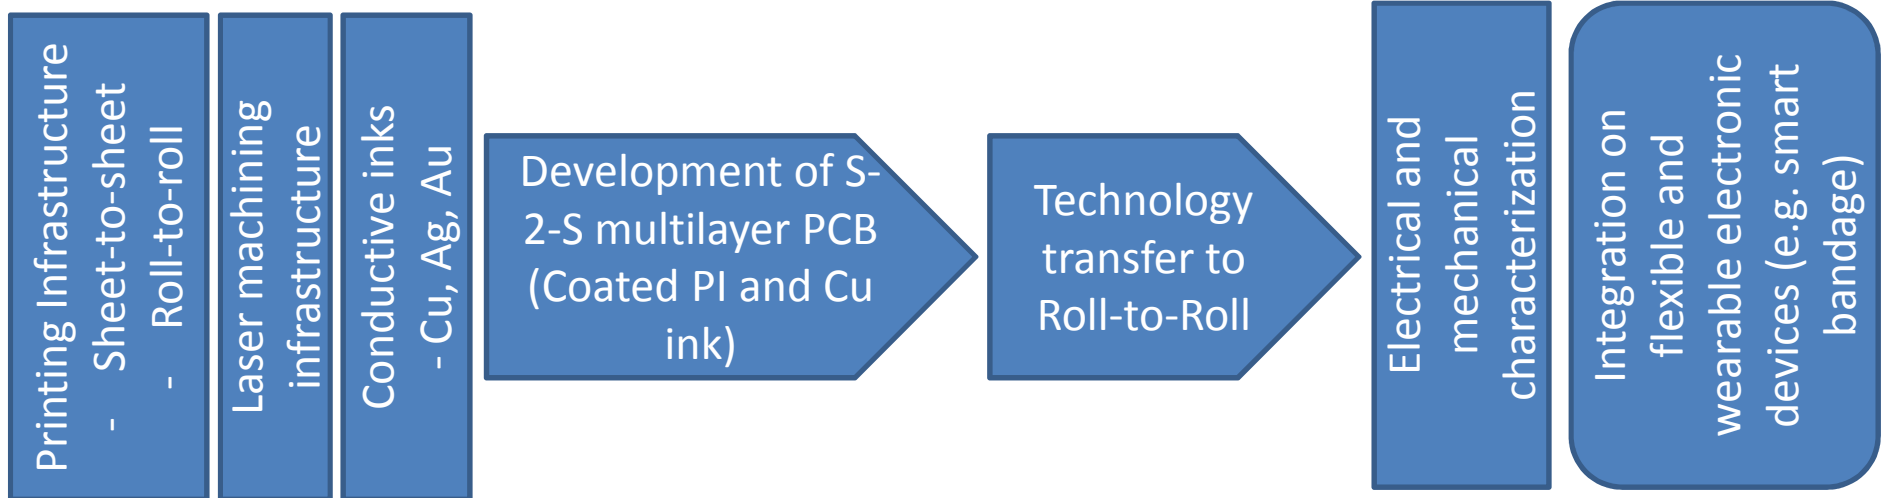 Printing Infrastructure
- Sheet-to-sheet
- Roll-to-roll
Laser machining
infrastructure
Conductive inks
- Cu, Ag, Au
Development of S-
2-S multilayer PCB
(Coated PI and Cu
ink)
Technology
transfer to
Roll-to-Roll
Electrical and
mechanical
characterization
Integration on
flexible and
wearable electronic
devices (e.g. smart
bandage)